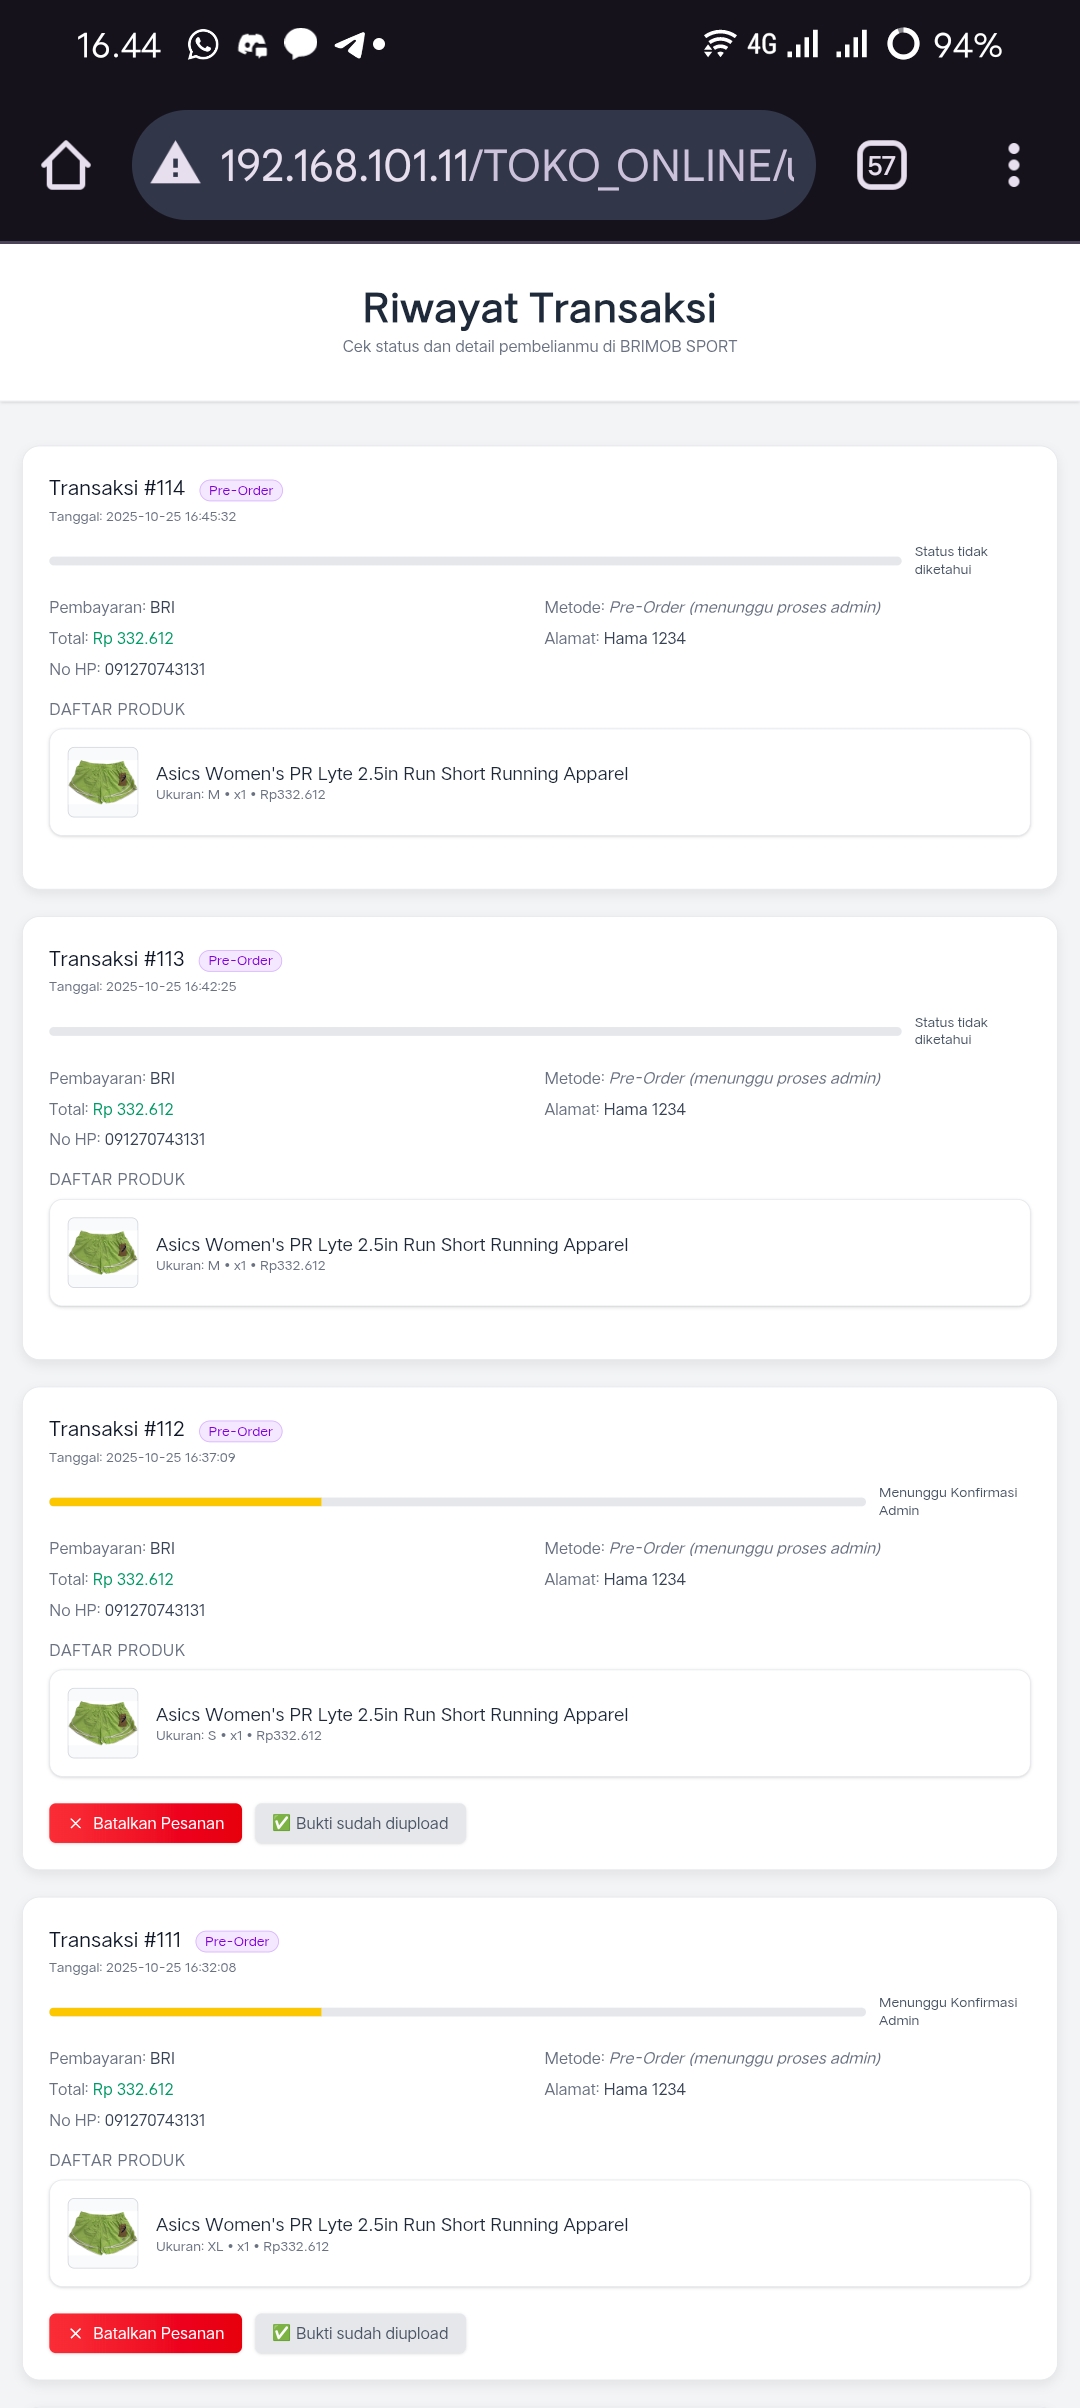 16.44
4G
94%
192.168.101.11/TOKO_ONLINE/u
57
Riwayat Transaksi
Cek status dan detail pembelianmu di BRIMOB SPORT
Transaksi #114 Pre-Order
Tanggal: 2025-10-25 16:45:32
Status tidak
diketahui
Pembayaran: BRI
Metode: Pre-Order (menunggu proses admin)
Total: Rp 332.612
Alamat: Hama 1234
No HP: 091270743131
DAFTAR PRODUK
Asics Women's PR Lyte 2.5in Run Short Running Apparel
Ukuran: M • x1 • Rp332.612
Transaksi #113 Pre-Order
Tanggal: 2025-10-25 16:42:25
Status tidak
diketahui
Pembayaran: BRI
Metode: Pre-Order (menunggu proses admin)
Total: Rp 332.612
Alamat: Hama 1234
No HP: 091270743131
DAFTAR PRODUK
Asics Women's PR Lyte 2.5in Run Short Running Apparel
Ukuran: M • x1 • Rp332.612
Transaksi #112 Pre-Order
Tanggal: 2025-10-25 16:37:09
Menunggu Konfirmasi
Admin
Pembayaran: BRI
Metode: Pre-Order (menunggu proses admin)
Total: Rp 332.612
Alamat: Hama 1234
No HP: 091270743131
DAFTAR PRODUK
Asics Women's PR Lyte 2.5in Run Short Running Apparel
Ukuran: S • x1 • Rp332.612
× Batalkan Pesanan
✅ Bukti sudah diupload
Transaksi #111 Pre-Order
Tanggal: 2025-10-25 16:32:08
Menunggu Konfirmasi
Admin
Pembayaran: BRI
Metode: Pre-Order (menunggu proses admin)
Total: Rp 332.612
Alamat: Hama 1234
No HP: 091270743131
DAFTAR PRODUK
Asics Women's PR Lyte 2.5in Run Short Running Apparel
Ukuran: XL • x1 • Rp332.612
× Batalkan Pesanan
✅ Bukti sudah diupload